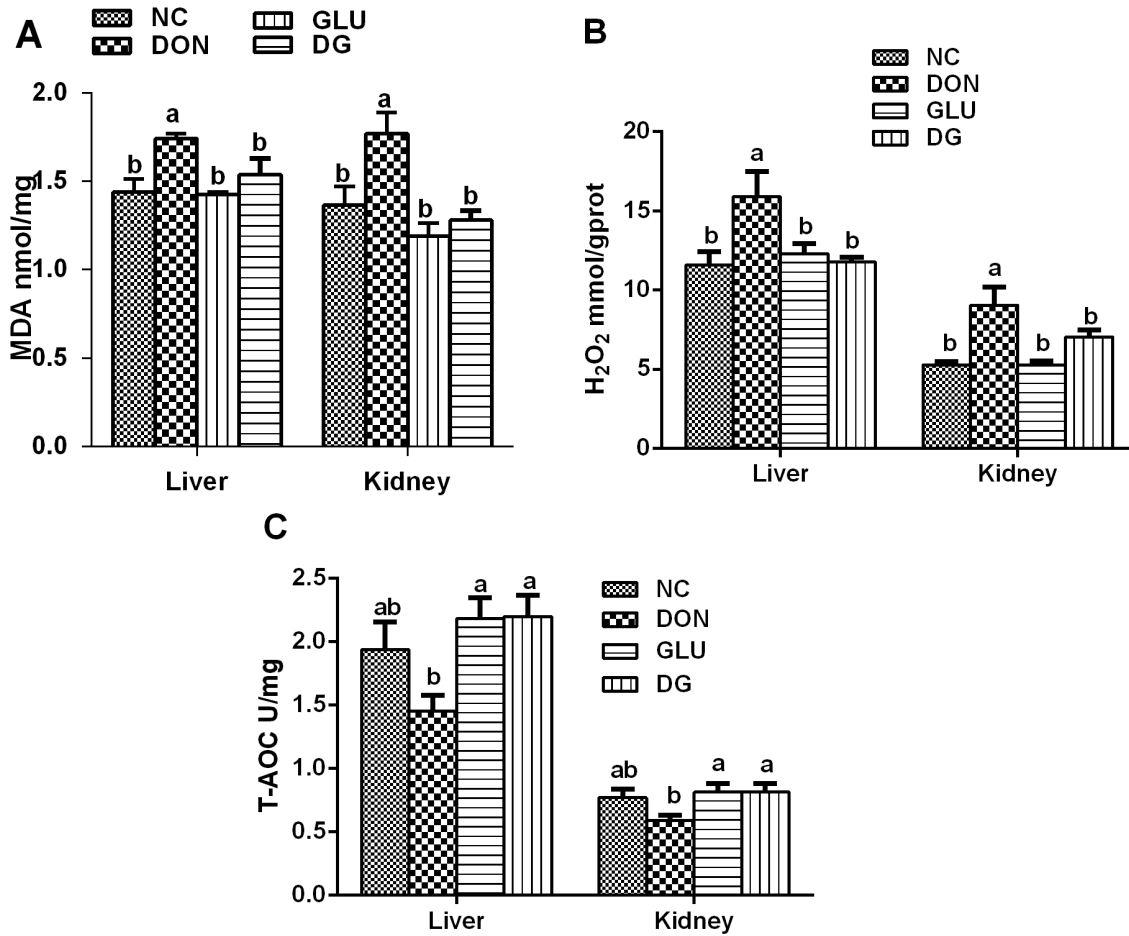 A
NC
GLU
DON
DG
MDA nmol/mg
2.0
1.5
1.0
0.5
0.0
b
a
b
b
b
a
b
b
Liver
Kidney
B
NC
DON
GLU
DG
H₂O₂ mmol/gprot
20
15
10
5
0
b
a
b
b
b
a
b
b
Liver
Kidney
C
NC
DON
GLU
DG
T-AOC U/mg
2.5
2.0
1.5
1.0
0.5
0.0
ab
b
a
a
ab
b
a
a
Liver
Kidney